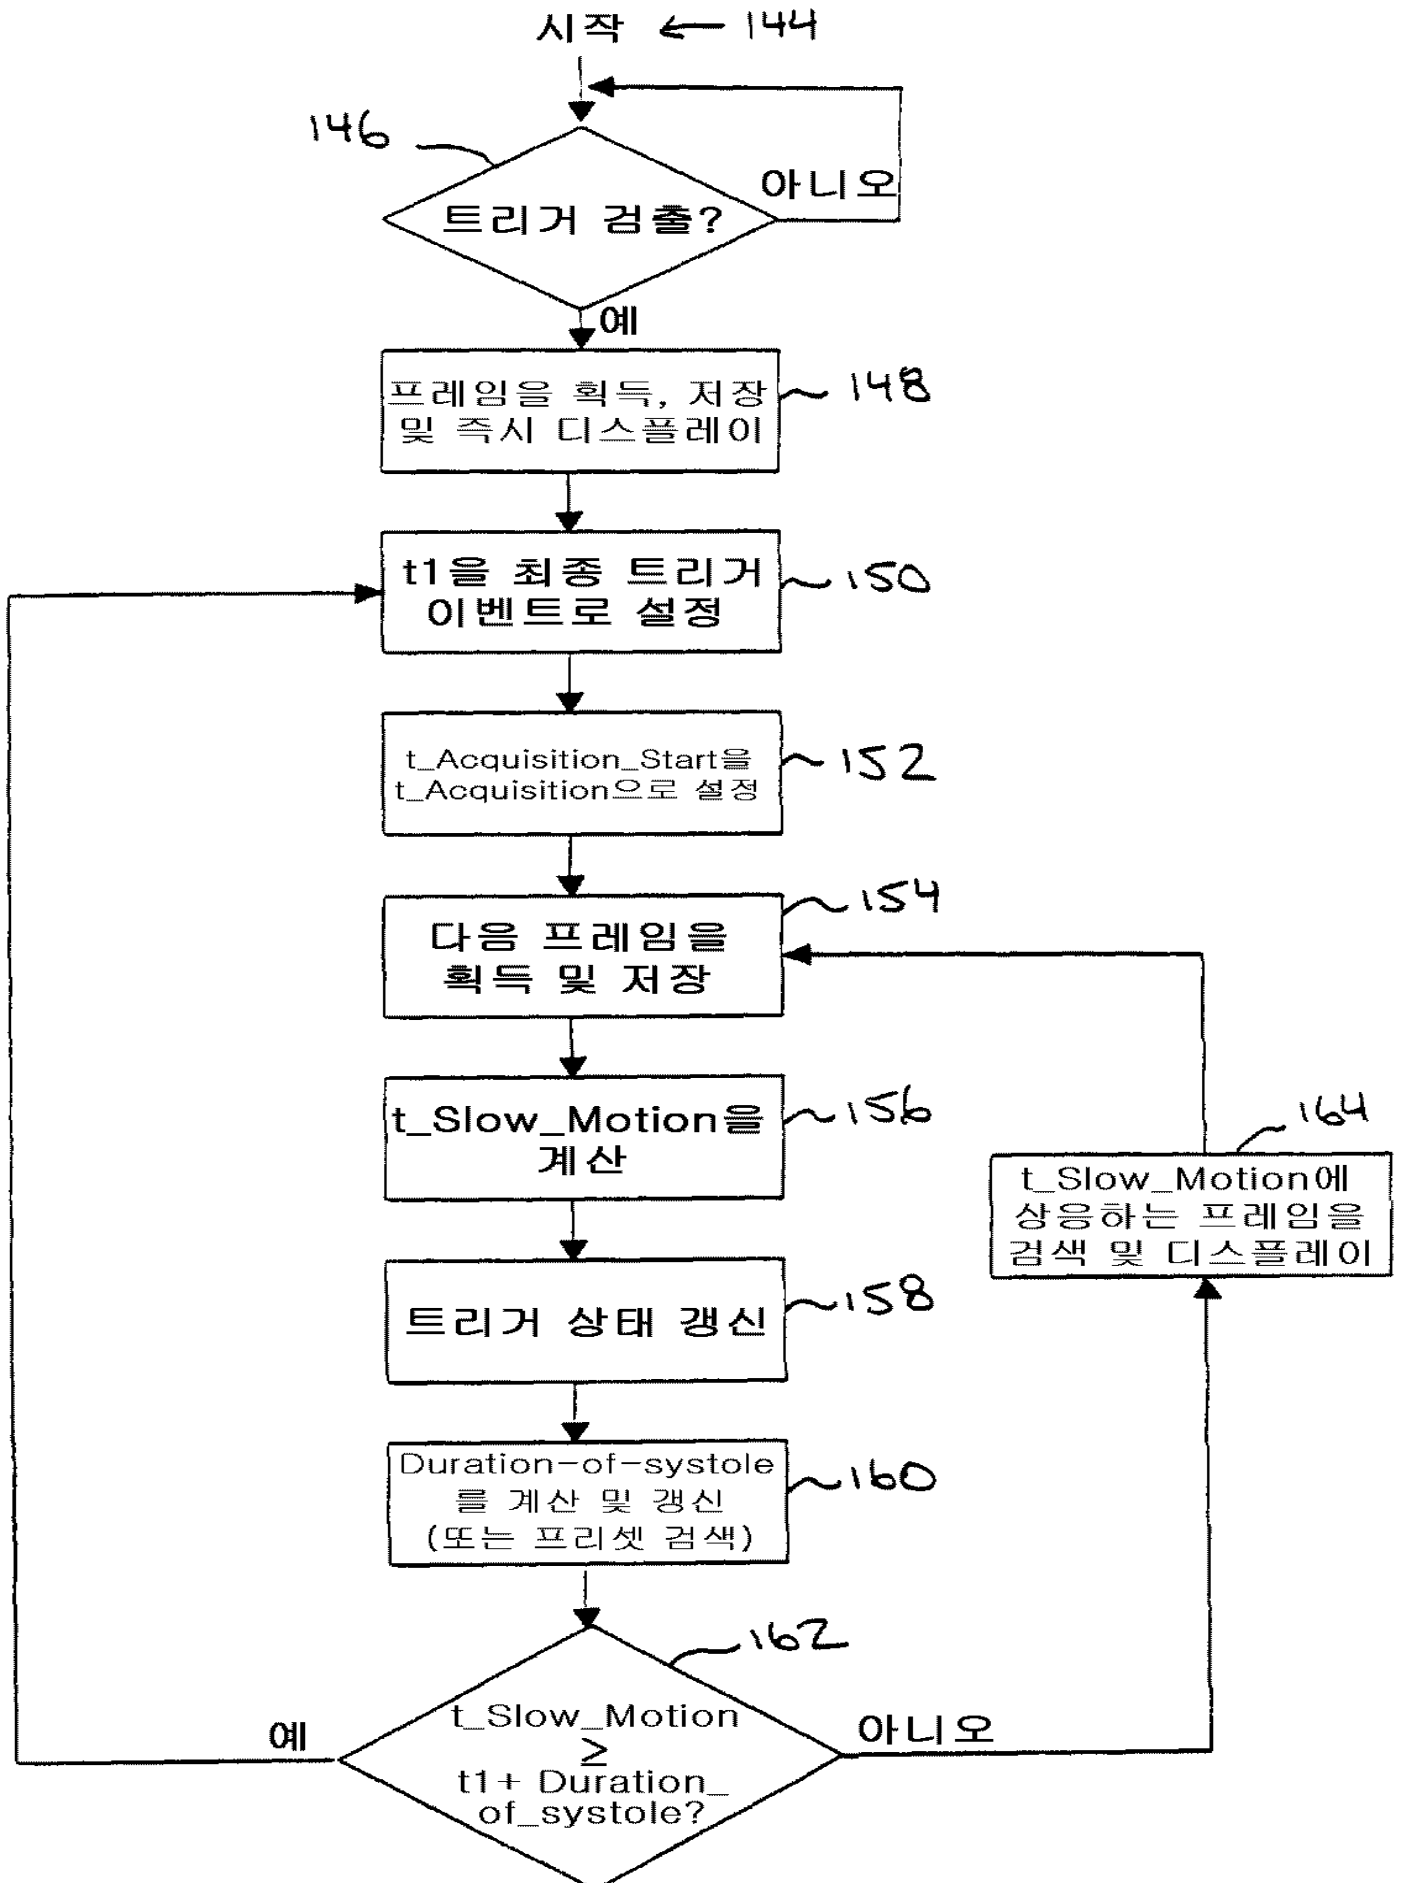 시작 ← 144
146
아니오
트리거 검출?
예
프레임을 획득, 저장
및 즉시 디스플레이
148
t1을 최종 트리거
이벤트로 설정
150
t_Acquisition_Start을
t_Acquisition으로 설정
152
다음 프레임을
획득 및 저장
154
t_Slow_Motion을
계산
156
t_Slow_Motion에
상응하는 프레임을
검색 및 디스플레이
164
트리거 상태 갱신
158
Duration-of-systole
를 계산 및 갱신
(또는 프리셋 검색)
160
162
예
t_Slow_Motion
≥
t1+ Duration_
of_systole?
아니오